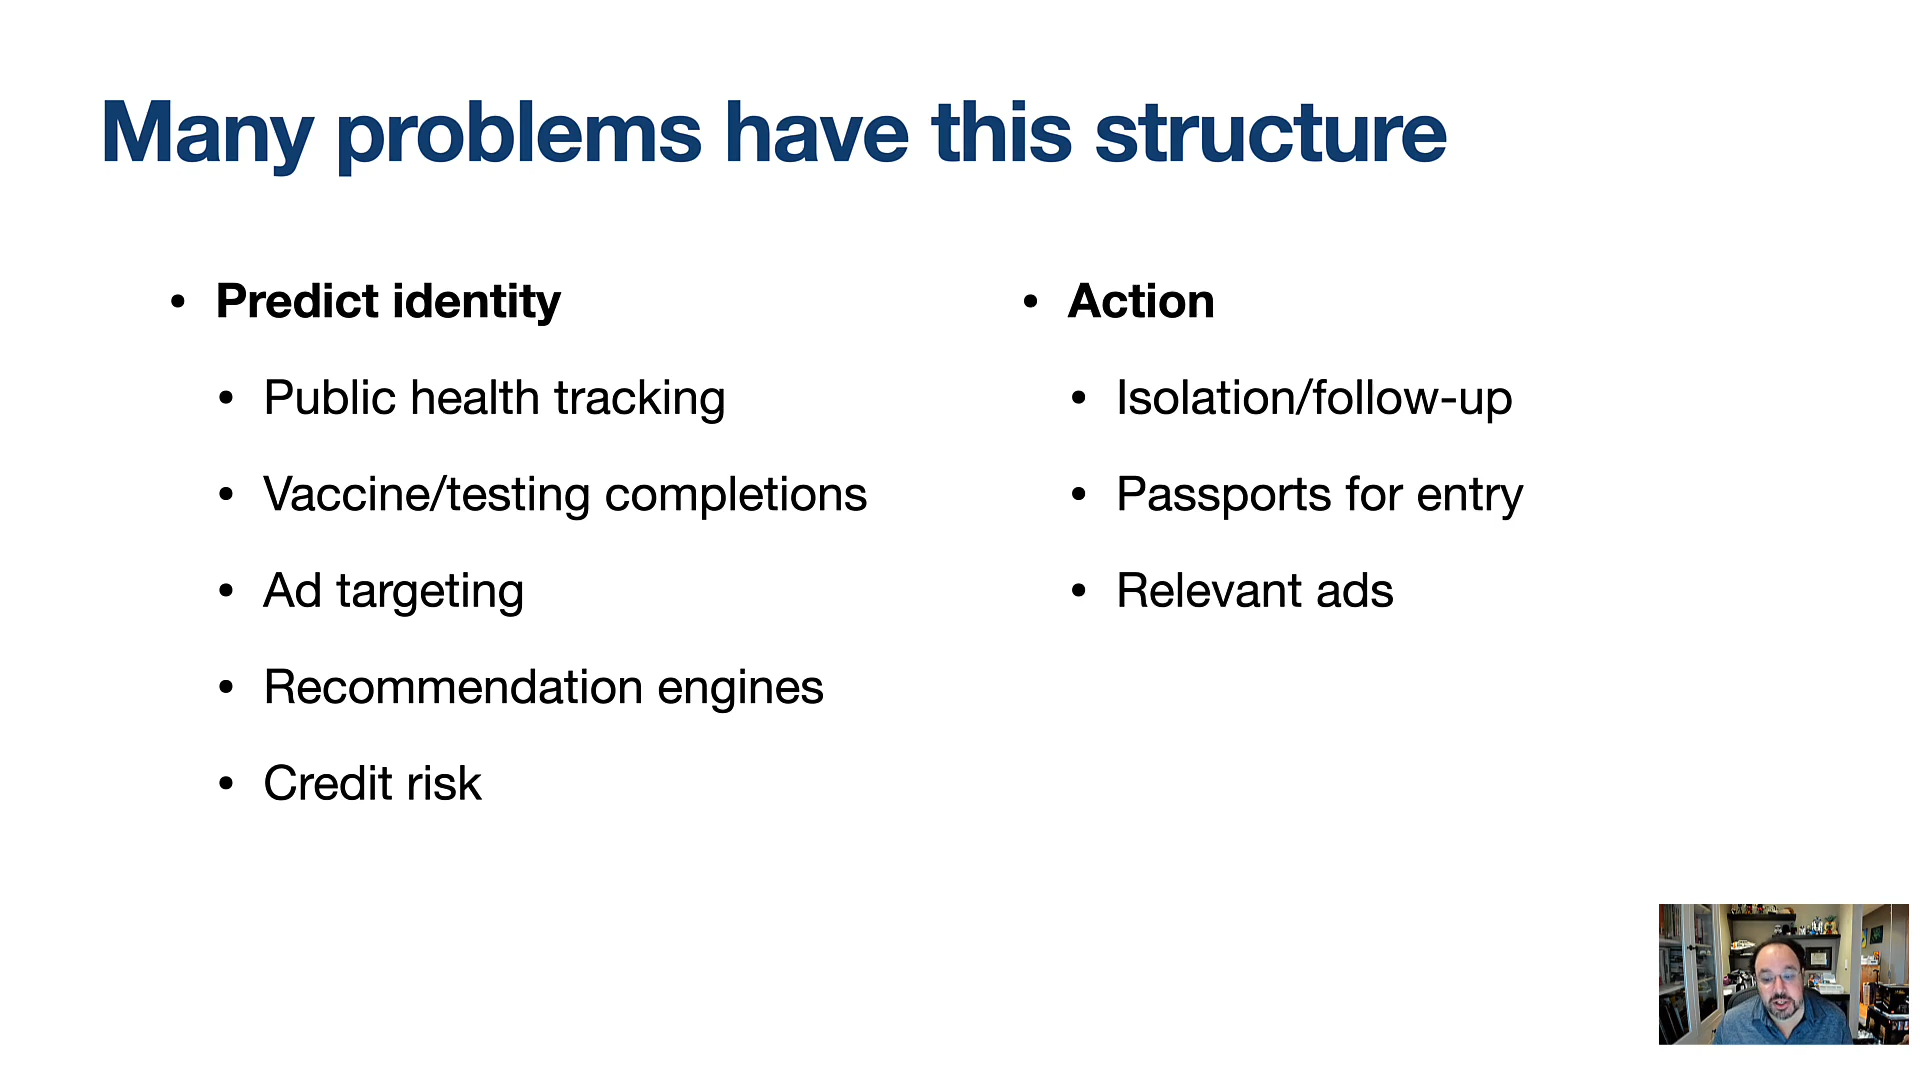 Many problems have this structure
• Predict identity
• Public health tracking
• Vaccine/testing completions
• Ad targeting
• Recommendation engines
• Credit risk
• Action
• Isolation/follow-up
• Passports for entry
• Relevant ads